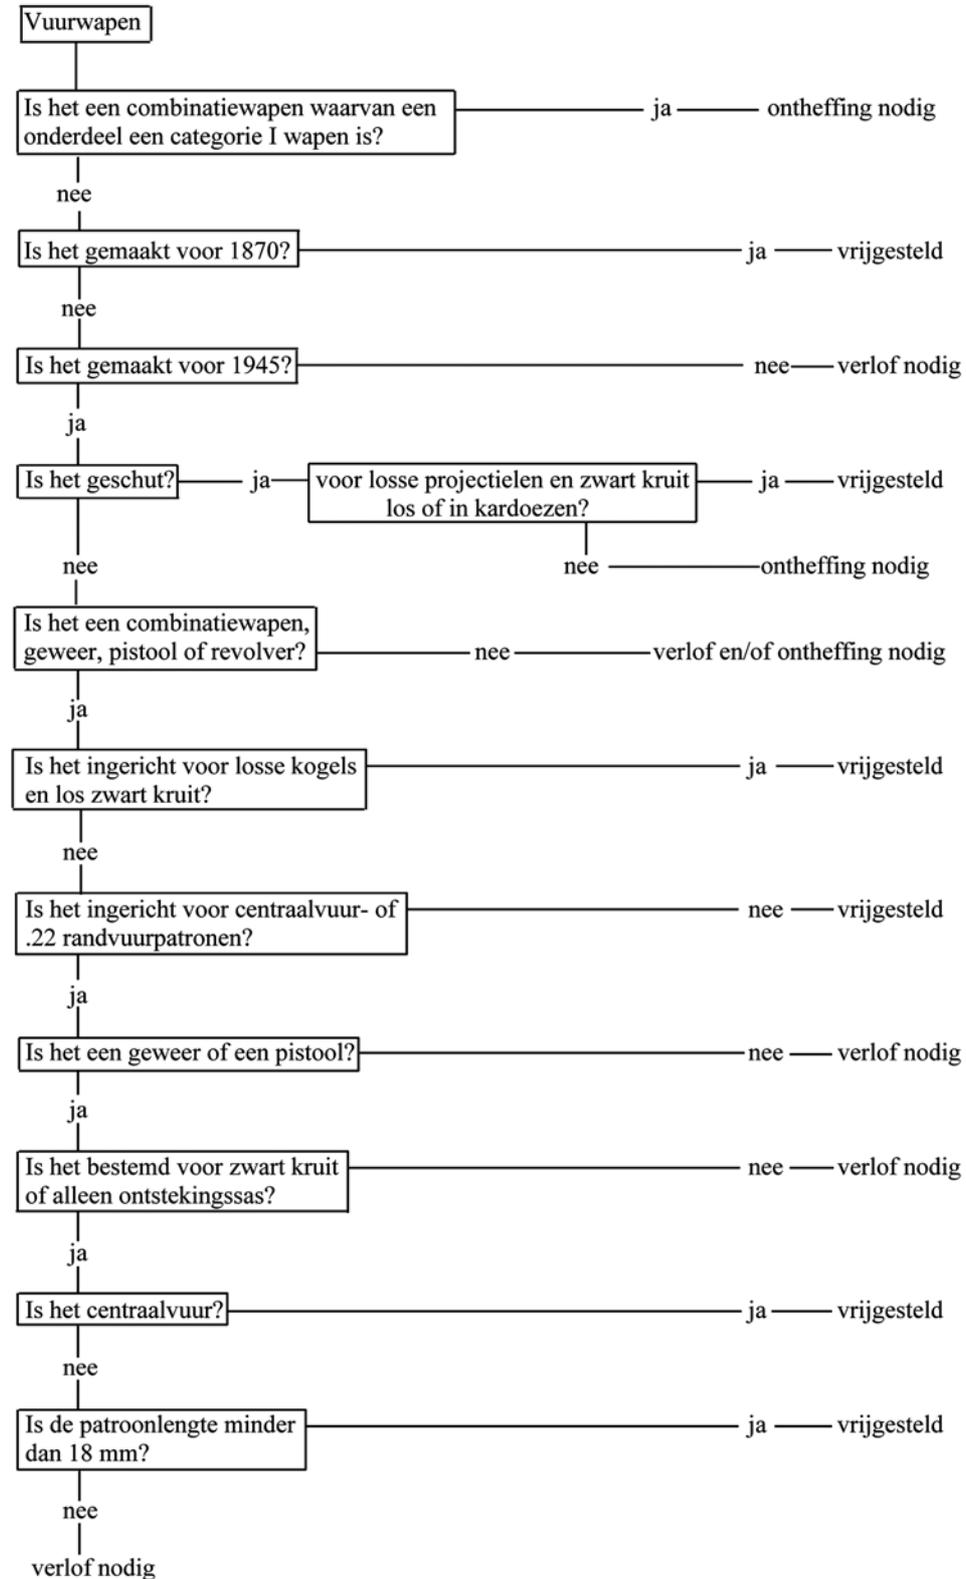 Vuurwapen
Is het een combinatiewapen waarvan een
onderdeel een categorie I wapen is?
ja
ontheffing nodig
nee
Is het gemaakt voor 1870?
ja
vrijgesteld
nee
Is het gemaakt voor 1945?
nee
verlof nodig
ja
Is het geschut?
ja
voor losse projectielen en zwart kruit
los of in kardoezen?
ja
vrijgesteld
nee
nee
ontheffing nodig
Is het een combinatiewapen,
geweer, pistool of revolver?
nee
verlof en/of ontheffing nodig
ja
Is het ingericht voor losse kogels
en los zwart kruit?
ja
vrijgesteld
nee
Is het ingericht voor centraalvuur- of
.22 randvuurpatronen?
nee
vrijgesteld
ja
Is het een geweer of een pistool?
nee
verlof nodig
ja
Is het bestemd voor zwart kruit
of alleen ontstekingssas?
nee
verlof nodig
ja
Is het centraalvuur?
ja
vrijgesteld
nee
Is de patroonlengte minder
dan 18 mm?
ja
vrijgesteld
nee
verlof nodig